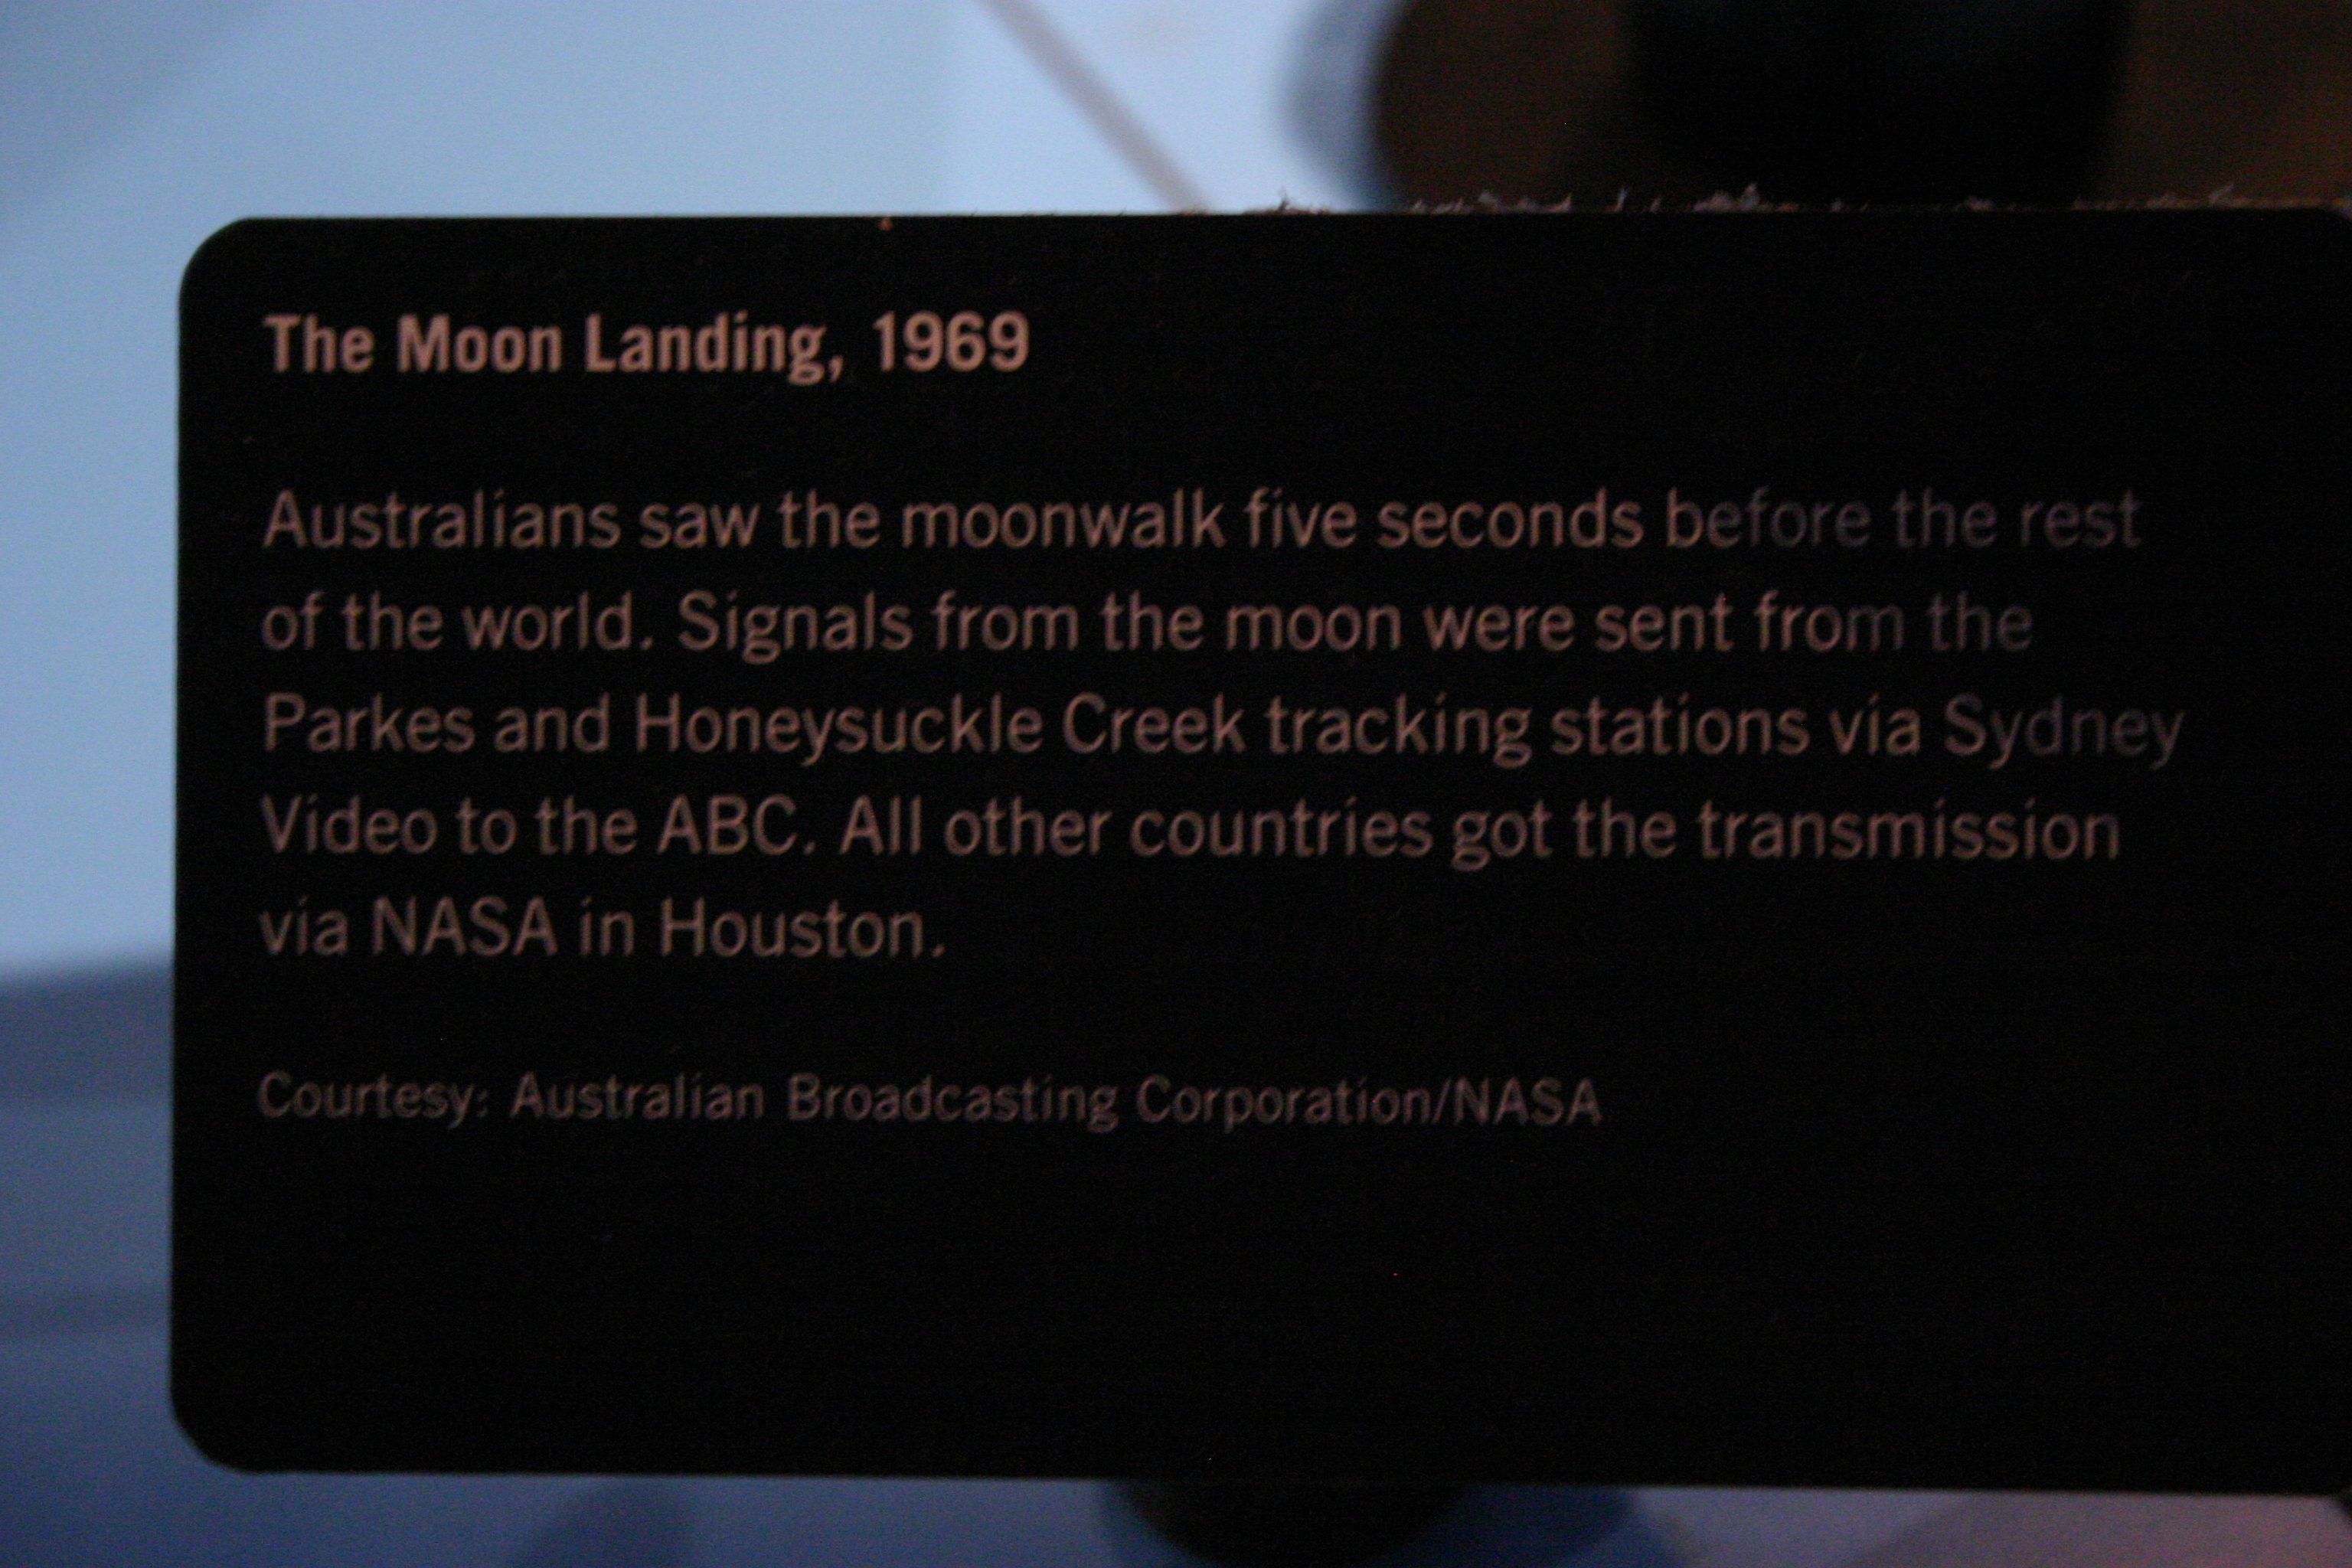 The Moon Landing, 1969
Australians saw the moonwalk five seconds before the rest
of the world. Signals from the moon were sent from the
Parkes and Honeysuckle Creek tracking stations via Sydney
Video to the ABC. All other countries got the transmission
via NASA in Houston.
Courtesy: Australian Broadcasting Corporation/NASA